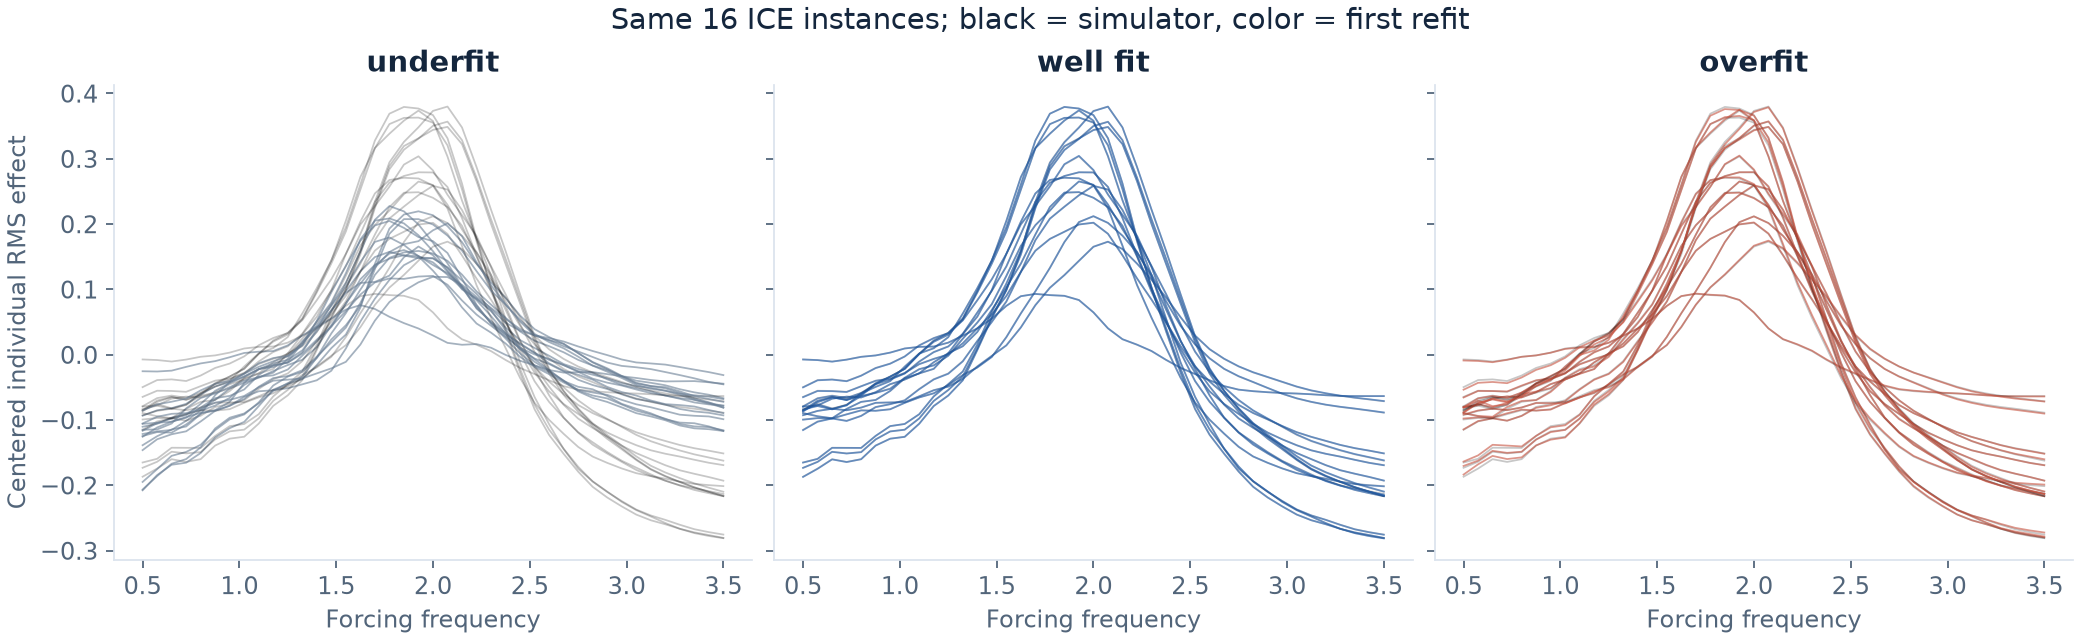 Same 16 ICE instances; black = simulator, color = first refit
underfit
well fit
overfit
Centered individual RMS effect
0.4
0.3
0.2
0.1
0.0
−0.1
−0.2
−0.3
0.5 1.0 1.5 2.0 2.5 3.0 3.5
0.5 1.0 1.5 2.0 2.5 3.0 3.5
0.5 1.0 1.5 2.0 2.5 3.0 3.5
Forcing frequency
Forcing frequency
Forcing frequency